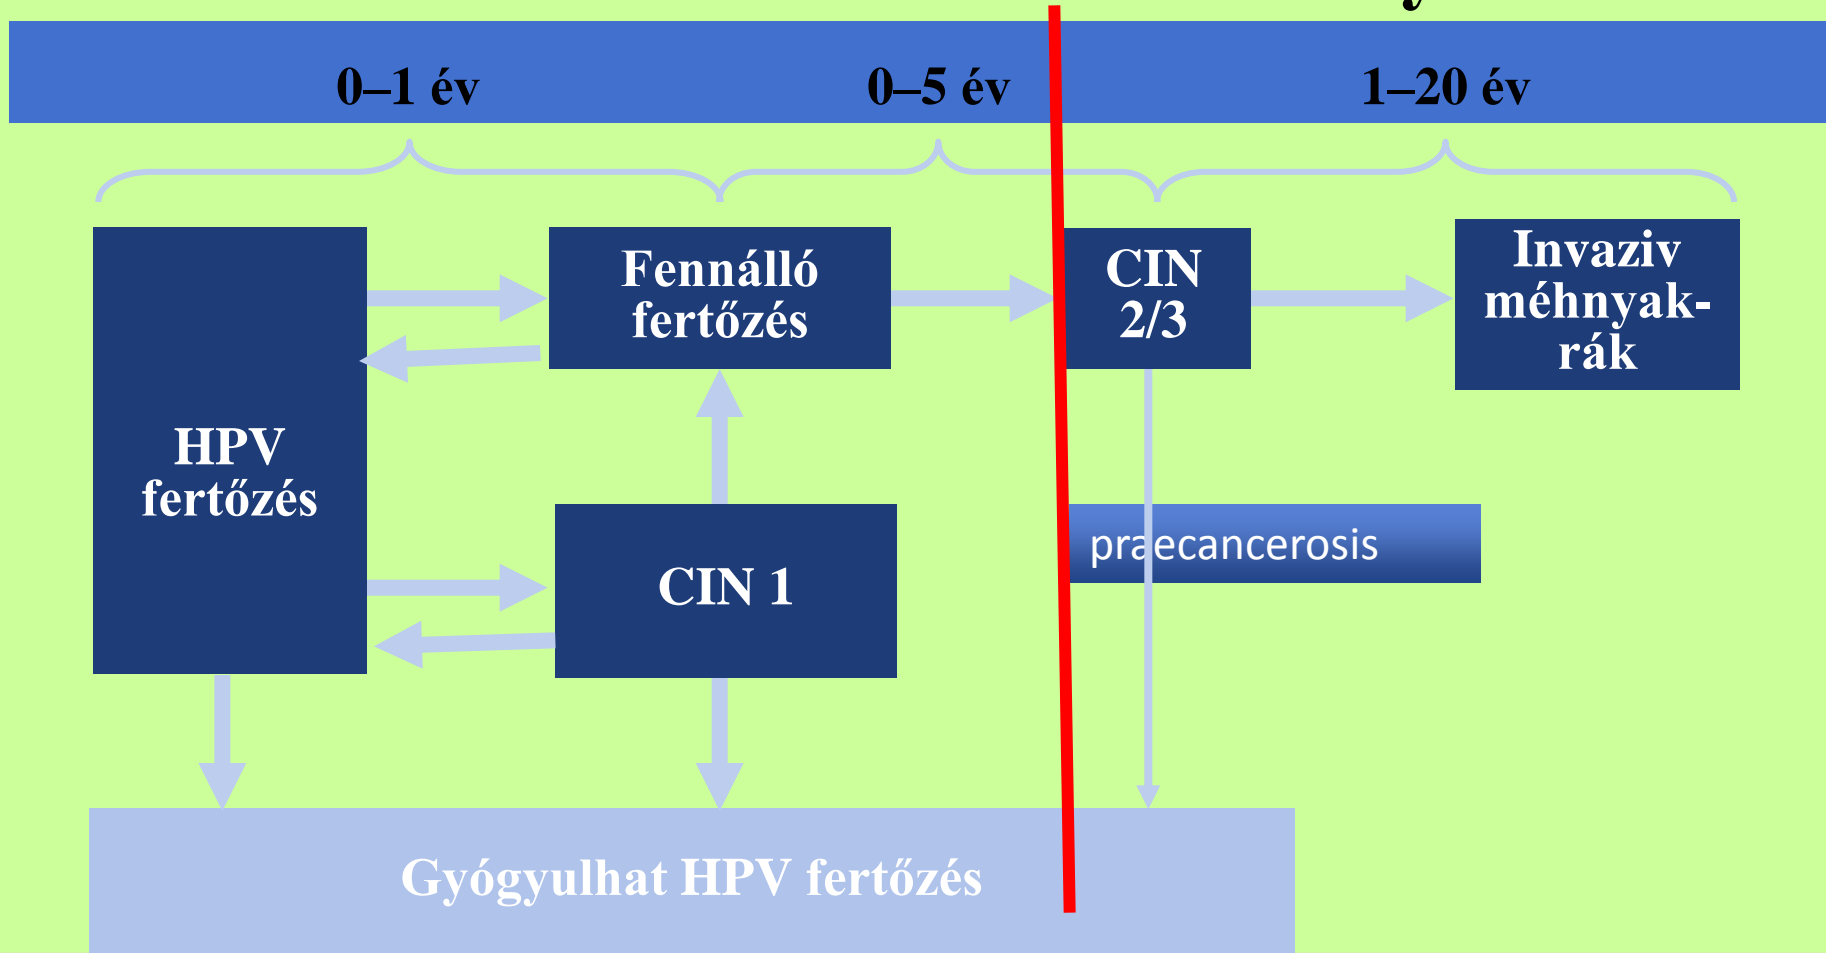 0–1 év
0–5 év
1–20 év
HPV
fertőzés
Fennálló
fertőzés
CIN
2/3
Invaziv
méhnyak-
rák
CIN 1
praecancerosis
Gyógyulhat HPV fertőzés